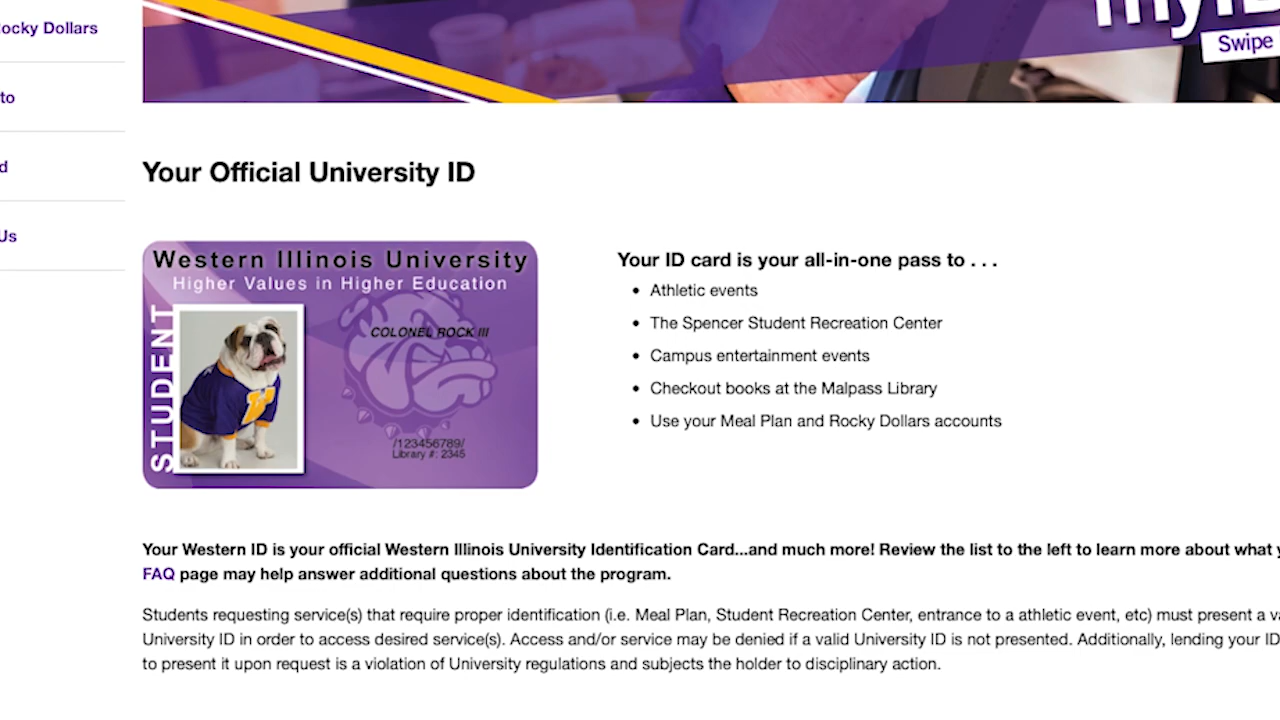 Rocky Dollars
to
d
Us
myID
Swipe
Your Official University ID
Western Illinois University
Higher Values in Higher Education
STUDENT
COLONEL ROCK III
/123456789/
Library #: 2345
Your ID card is your all-in-one pass to . . .
• Athletic events
• The Spencer Student Recreation Center
• Campus entertainment events
• Checkout books at the Malpass Library
• Use your Meal Plan and Rocky Dollars accounts
Your Western ID is your official Western Illinois University Identification Card...and much more! Review the list to the left to learn more about what
FAQ page may help answer additional questions about the program.
Students requesting service(s) that require proper identification (i.e. Meal Plan, Student Recreation Center, entrance to a athletic event, etc) must present a
University ID in order to access desired service(s). Access and/or service may be denied if a valid University ID is not presented. Additionally, lending your ID
to present it upon request is a violation of University regulations and subjects the holder to disciplinary action.